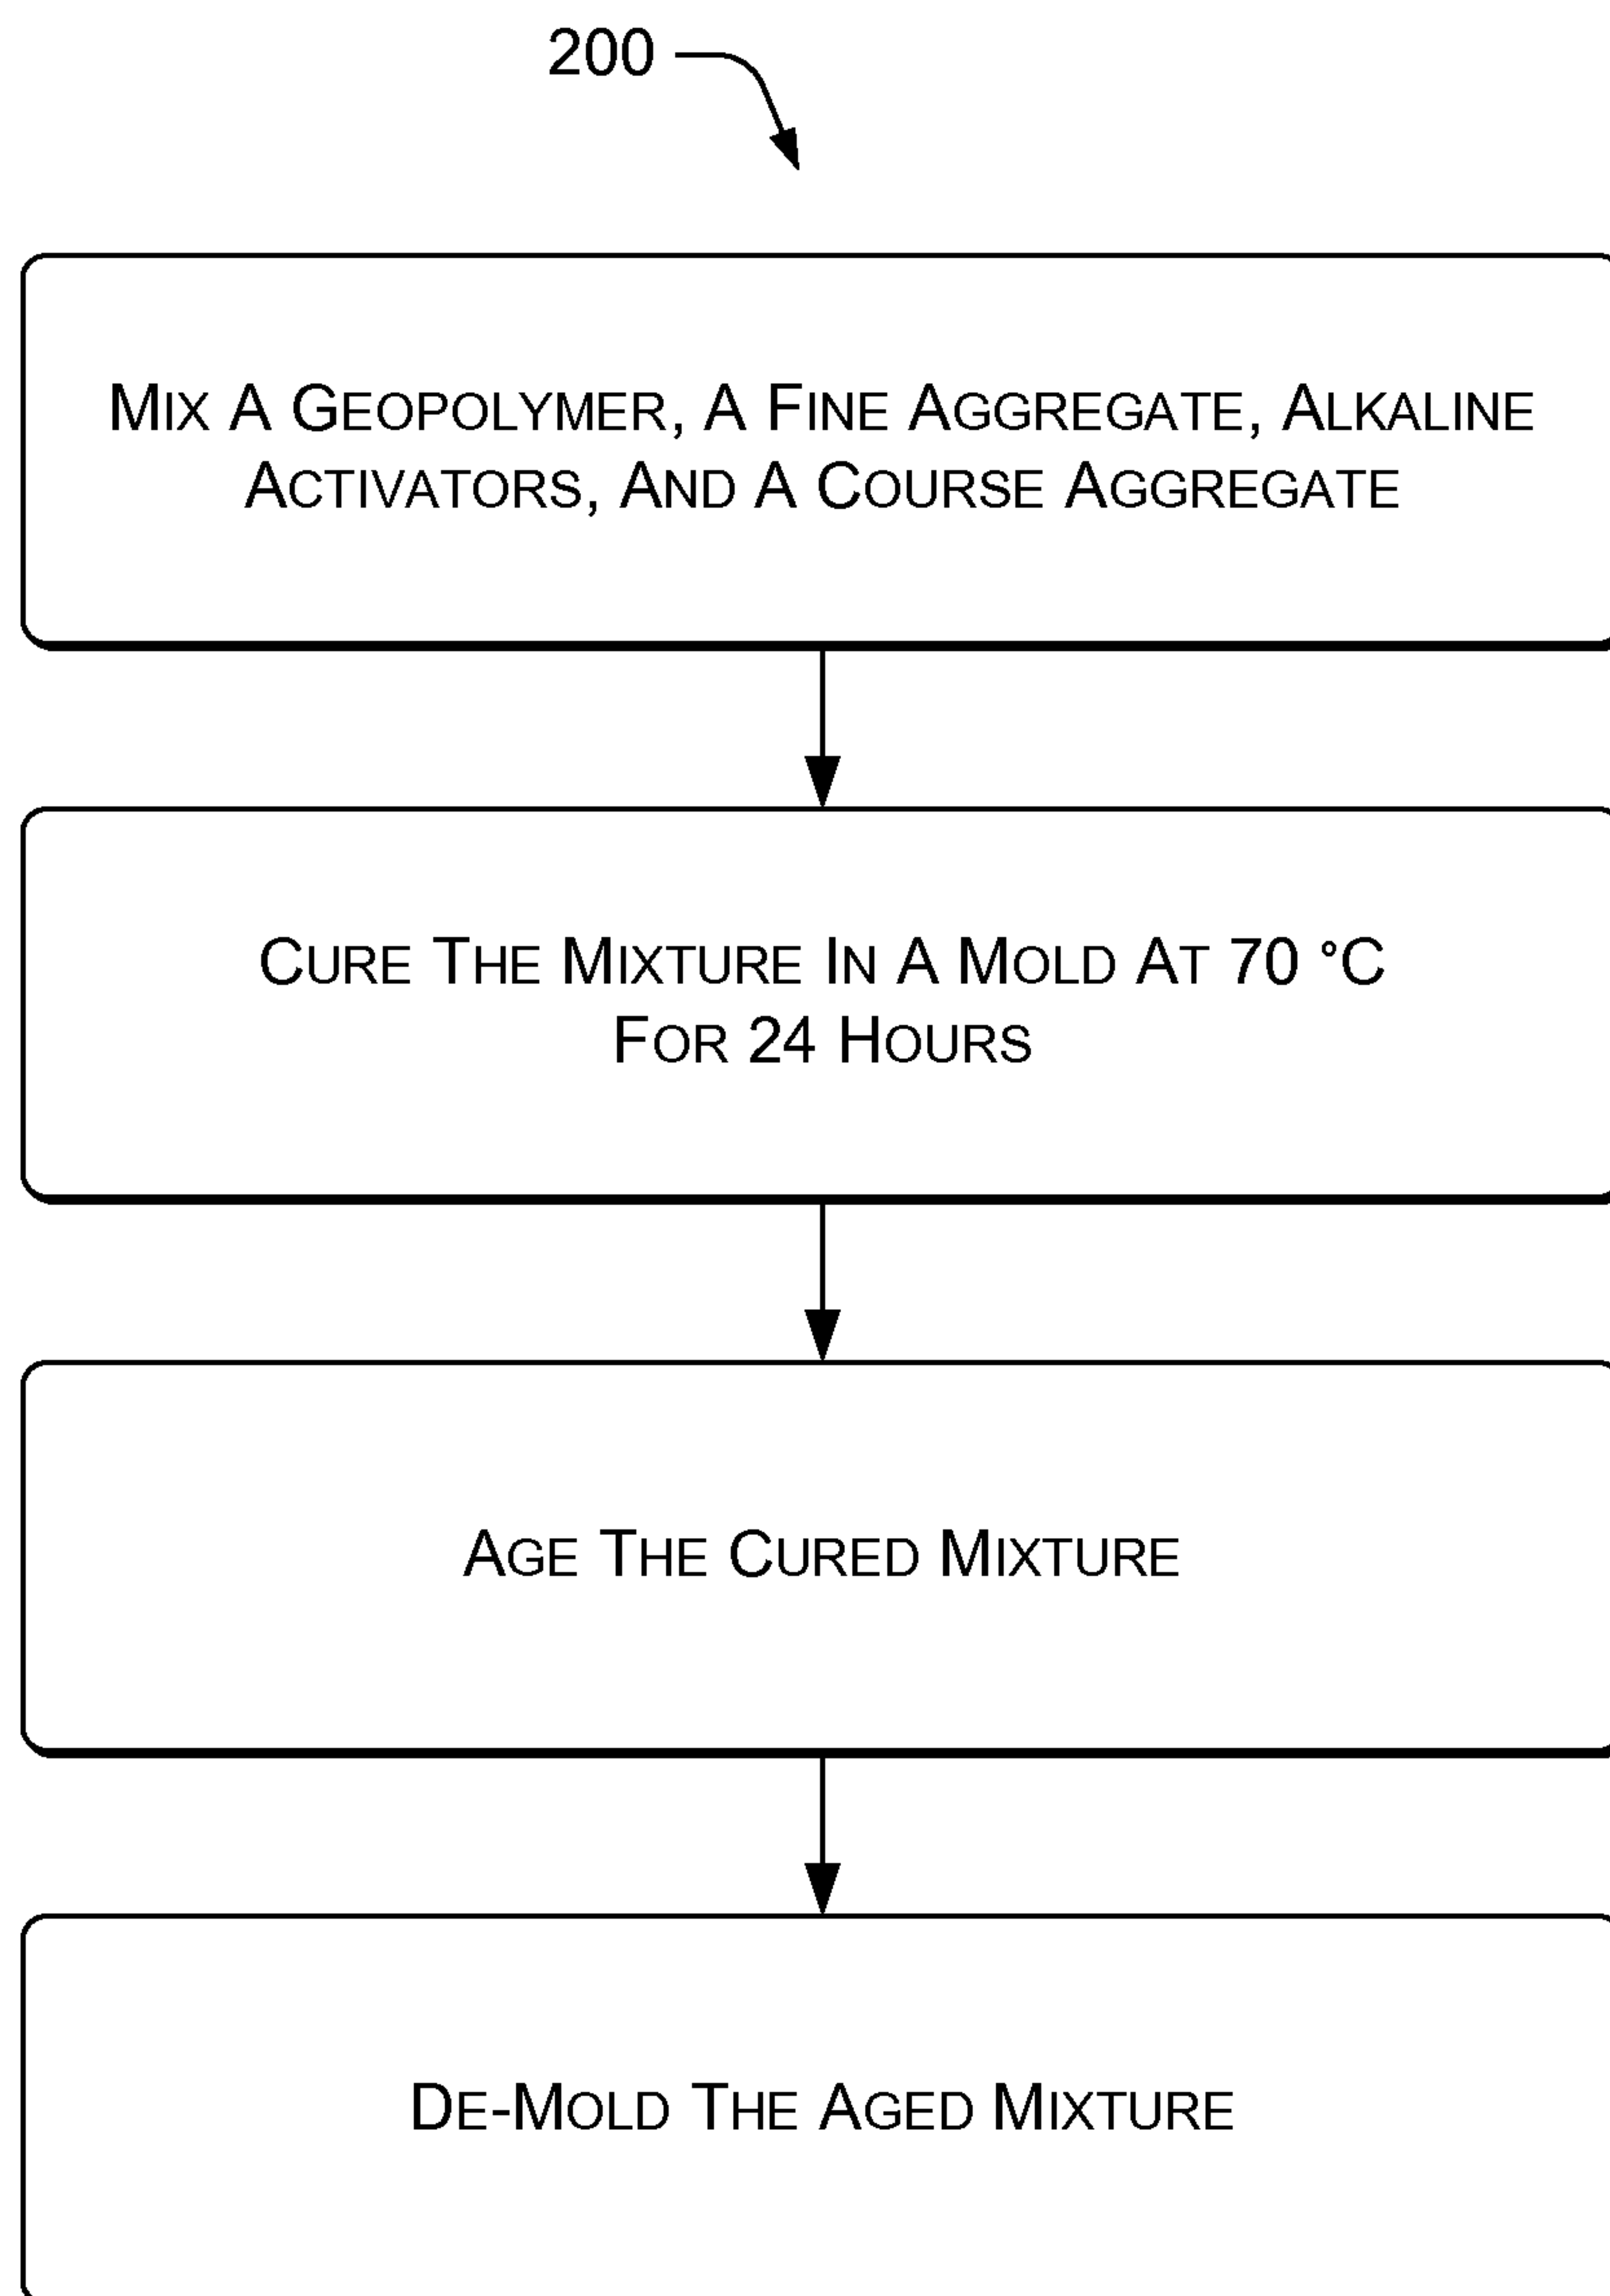 200
Mix A Geopolymer, A Fine Aggregate, Alkaline
Activators, And A Course Aggregate
Cure The Mixture In A Mold At 70 °C
For 24 Hours
Age The Cured Mixture
De-Mold The Aged Mixture